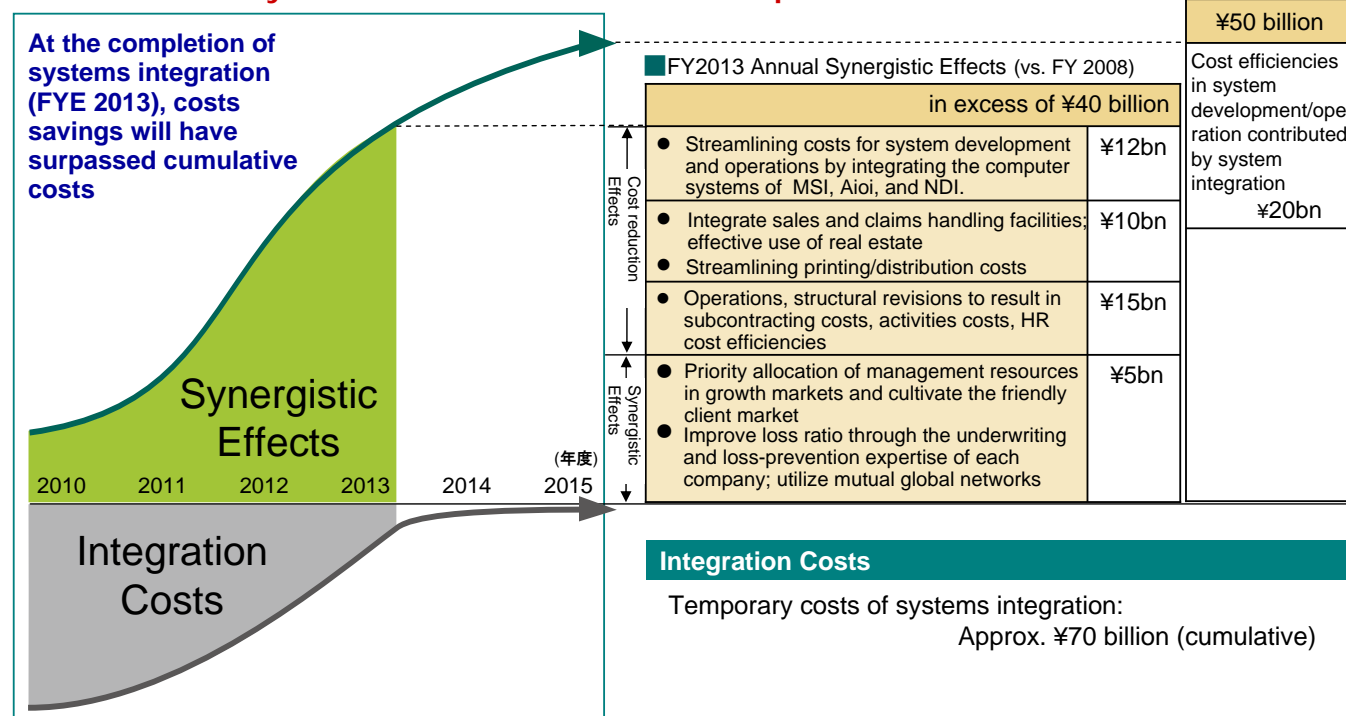 At the completion of
systems integration
(FYE 2013), costs
savings will have
surpassed cumulative
costs
Synergistic
Effects
(年度)
2010 2011 2012 2013 2014 2015
Integration
Costs
FY2013 Annual Synergistic Effects (vs. FY 2008)
in excess of ¥40 billion
Cost reduction
Effects
● Streamlining costs for system development
and operations by integrating the computer
systems of MSI, Aioi, and NDI.
¥12bn
● Integrate sales and claims handling facilities;
effective use of real estate
● Streamlining printing/distribution costs
¥10bn
● Operations, structural revisions to result in
subcontracting costs, activities costs, HR
cost efficiencies
¥15bn
Synergistic
Effects
● Priority allocation of management resources
in growth markets and cultivate the friendly
client market
● Improve loss ratio through the underwriting
and loss-prevention expertise of each
company; utilize mutual global networks
¥5bn
¥50 billion
Cost efficiencies
in system
development/ope
ration contributed
by system
integration
¥20bn
Integration Costs
Temporary costs of systems integration:
Approx. ¥70 billion (cumulative)